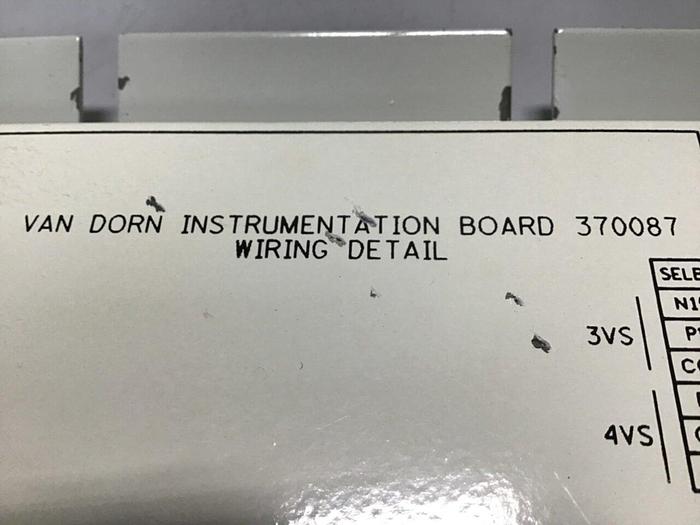 VAN DORN INSTRUMENTATION BOARD 370087
WIRING DETAIL
3VS
4VS